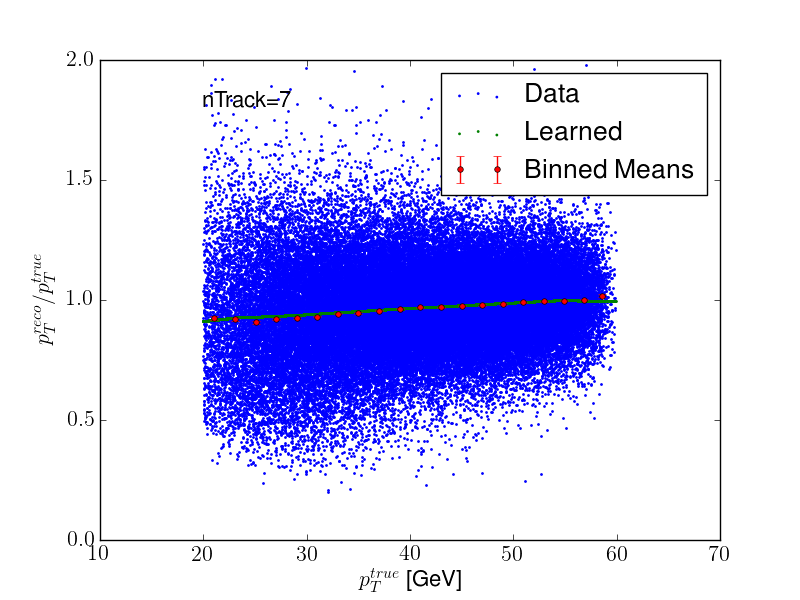 2.0
1.5
1.0
0.5
0.0
p_T^{reco}/p_T^{true}
nTrack=7
Data
Learned
Binned Means
10 20 30 40 50 60 70
p_T^{true} [GeV]